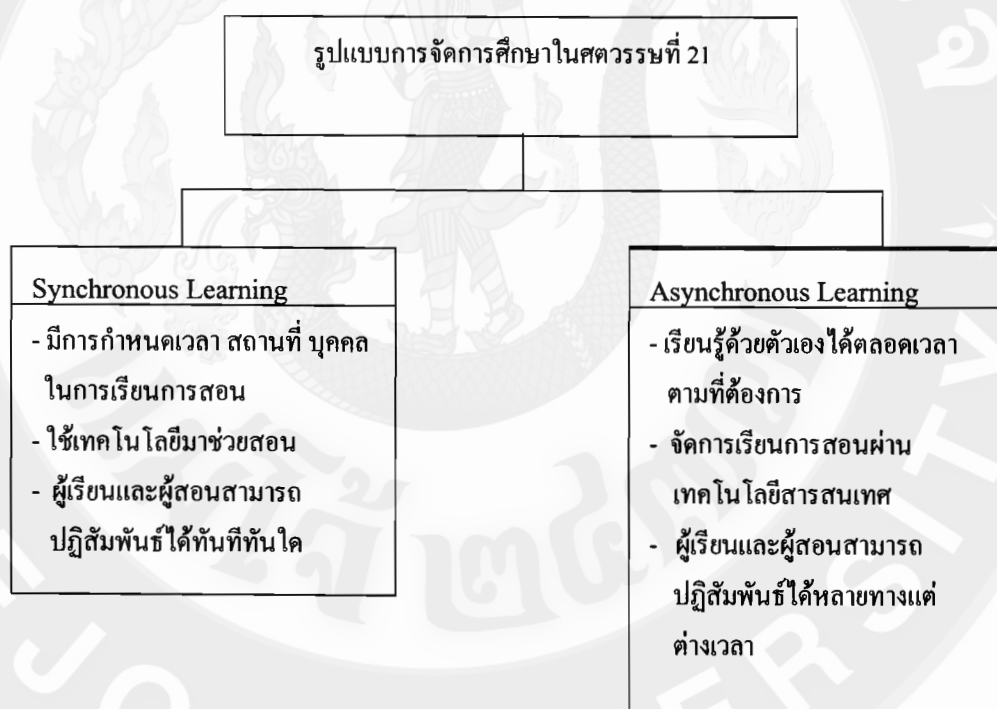 รูปแบบการจัดการศึกษาในศตวรรษที่ 21
Synchronous Learning
- มีการกำหนดเวลา สถานที่ บุคคล
ในการเรียนการสอน
- ใช้เทคโนโลยีมาช่วยสอน
- ผู้เรียนและผู้สอนสามารถ
ปฏิสัมพันธ์ได้ทันทีทันใด
Asynchronous Learning
- เรียนรู้ด้วยตัวเองได้ตลอดเวลา
ตามที่ต้องการ
- จัดการเรียนการสอนผ่าน
เทคโนโลยีสารสนเทศ
- ผู้เรียนและผู้สอนสามารถ
ปฏิสัมพันธ์ได้หลายทางแต่
ต่างเวลา